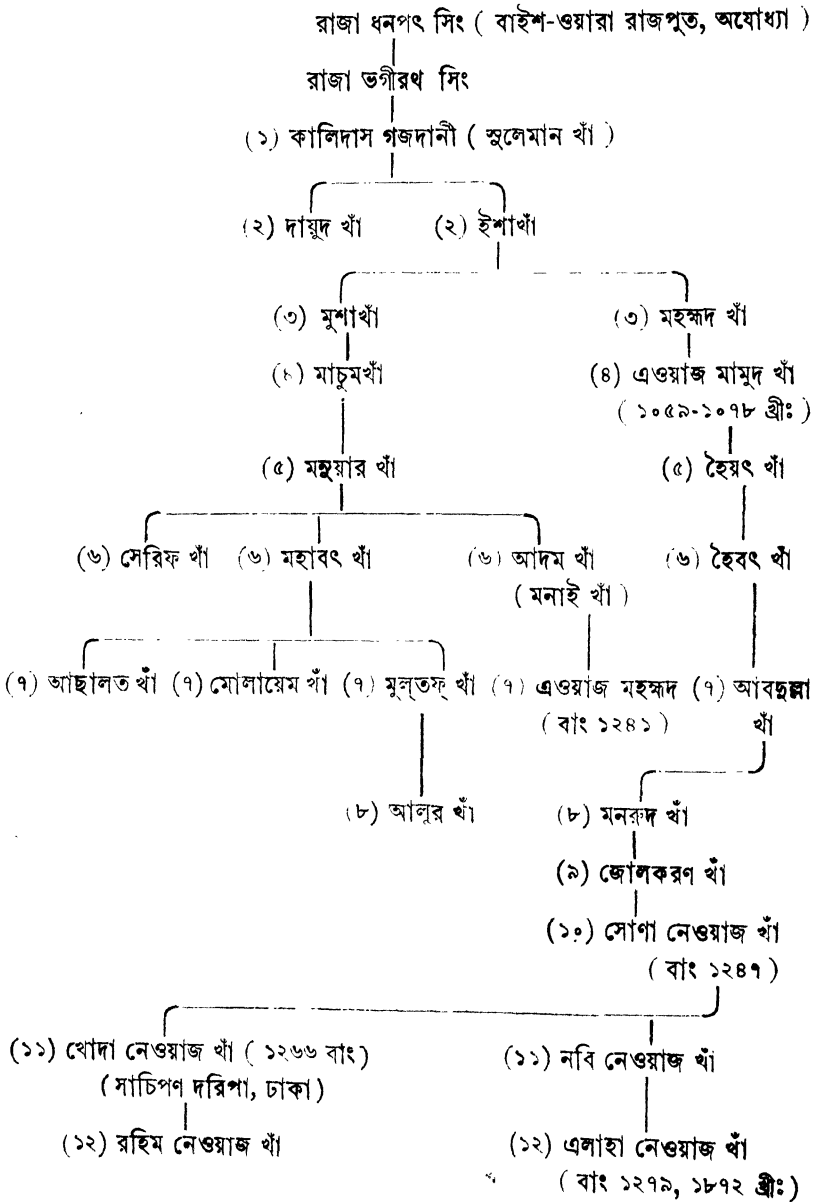 রাজা ধনপৎ সিং ( বাইশ-ওয়ারা রাজপুত, অযোধ্যা )
রাজা ভগীরথ সিং
(১) কালিদাস গজদানী ( সুলেমান খাঁ )
(২) দায়ুদ খাঁ (২) ইশাখাঁ
(৩) মুশাখাঁ (৩) মহম্মদ খাঁ
(৪) মাচুমখাঁ (৪) এওয়াজ মামুদ খাঁ
( ১০৫৯-১০৭৮ খ্রীঃ )
(৫) মনুয়ার খাঁ (৫) হৈয়ৎ খাঁ
(৬) সেরিফ খাঁ (৬) মহাবৎ খাঁ (৬) আদম খাঁ (৬) হৈবৎ খাঁ
( মনাই খাঁ )
(৭) আছালত খাঁ (৭) মোলায়েম খাঁ (৭) মুল্‌তফ্ খাঁ (৭) এওয়াজ মহম্মদ (৭) আবদুল্লা
( বাং ১২৪১ ) খাঁ
(৮) আলুর খাঁ (৮) মনরুদ খাঁ
(৯) জোলকরণ খাঁ
(১০) সোণা নেওয়াজ খাঁ
( বাং ১২৪৭ )
(১১) খোদা নেওয়াজ খাঁ ( ১২৬৬ বাং ) (১১) নবি নেওয়াজ খাঁ
( সাচিপণ দরিপা, ঢাকা )
(১২) রহিম নেওয়াজ খাঁ (১২) এলাহা নেওয়াজ খাঁ
( বাং ১২৭৯, ১৮৭২ খ্রীঃ )